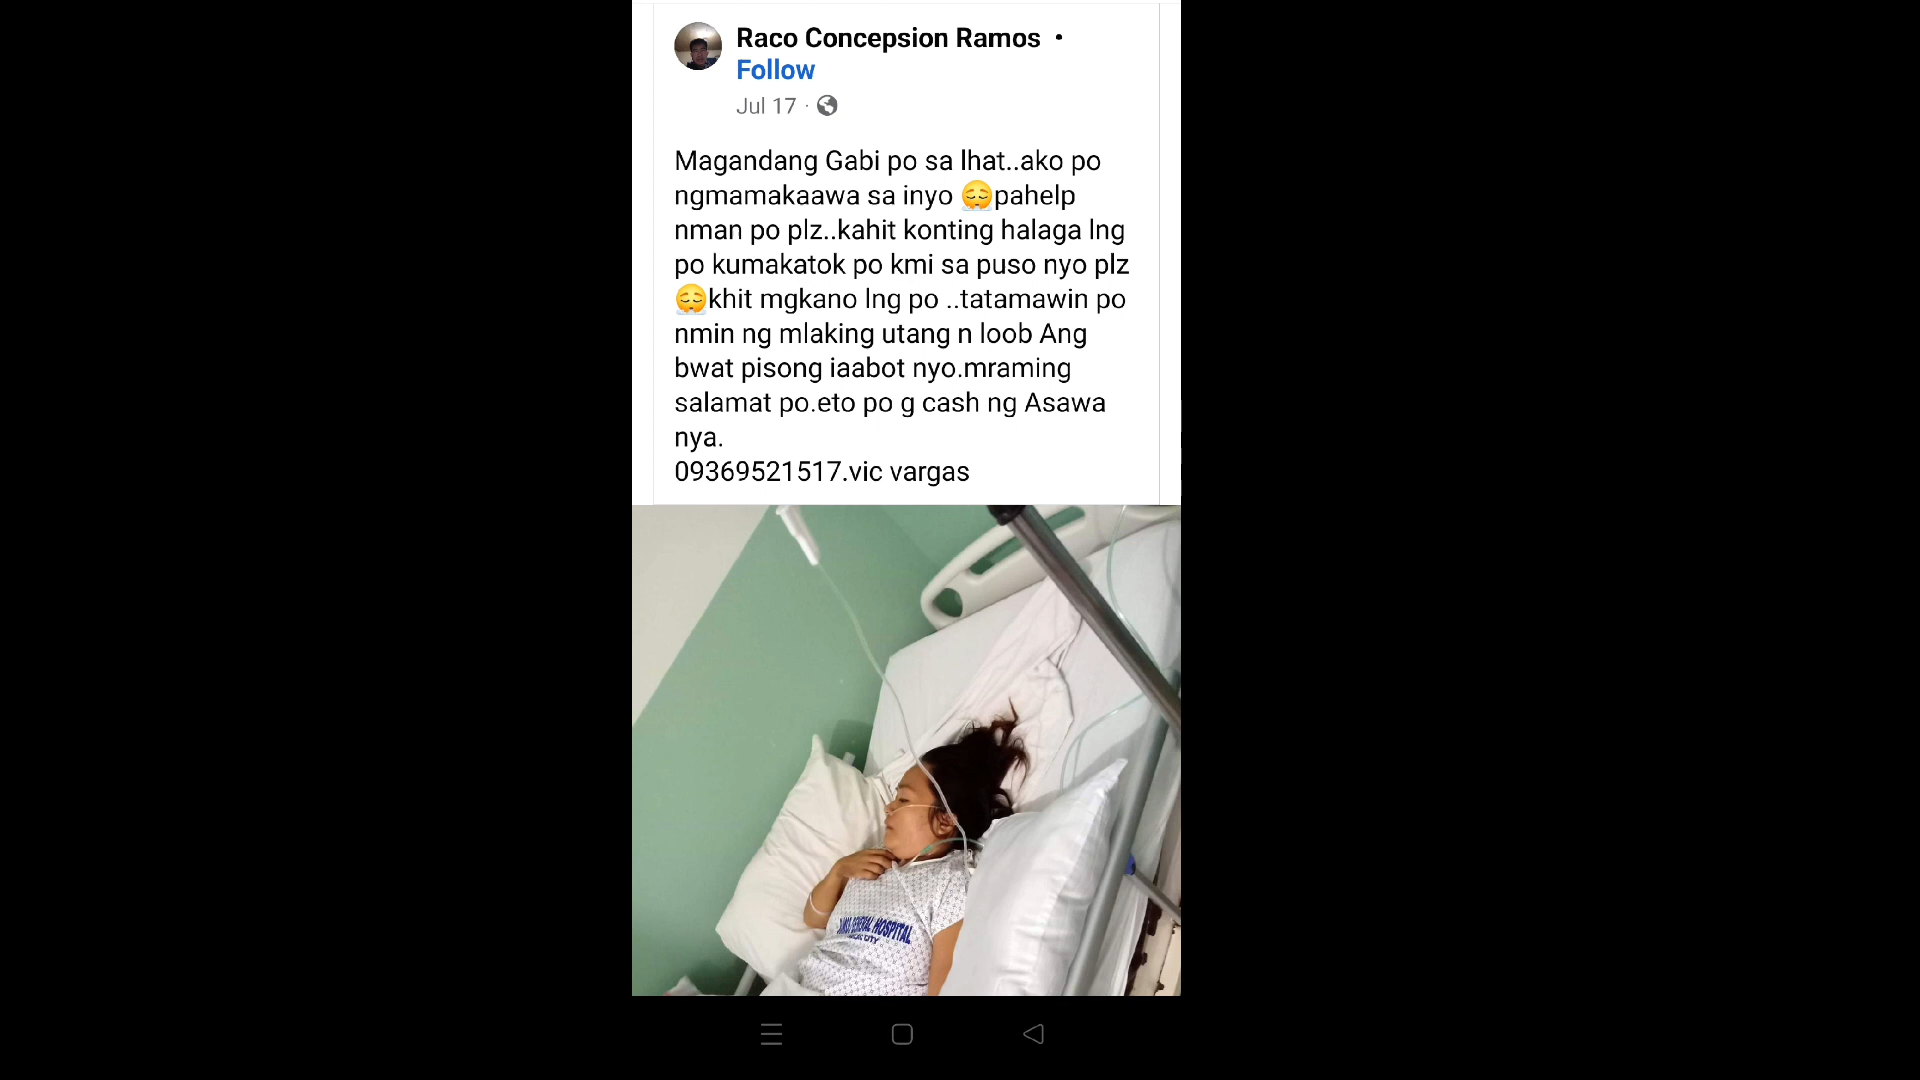 Raco Concepsion Ramos •
Follow
Jul 17 ·
Magandang Gabi po sa lhat..ako po
ngmamakaawa sa inyo 😮‍💨pahelp
nman po plz..kahit konting halaga lng
po kumakatok po kmi sa puso nyo plz
😮‍💨khit mgkano lng po ..tatamawin po
nmin ng mlaking utang n loob Ang
bwat pisong iaabot nyo.mraming
salamat po.eto po g cash ng Asawa
nya.
09369521517.vic vargas
GENERAL HOSPITAL
CITY